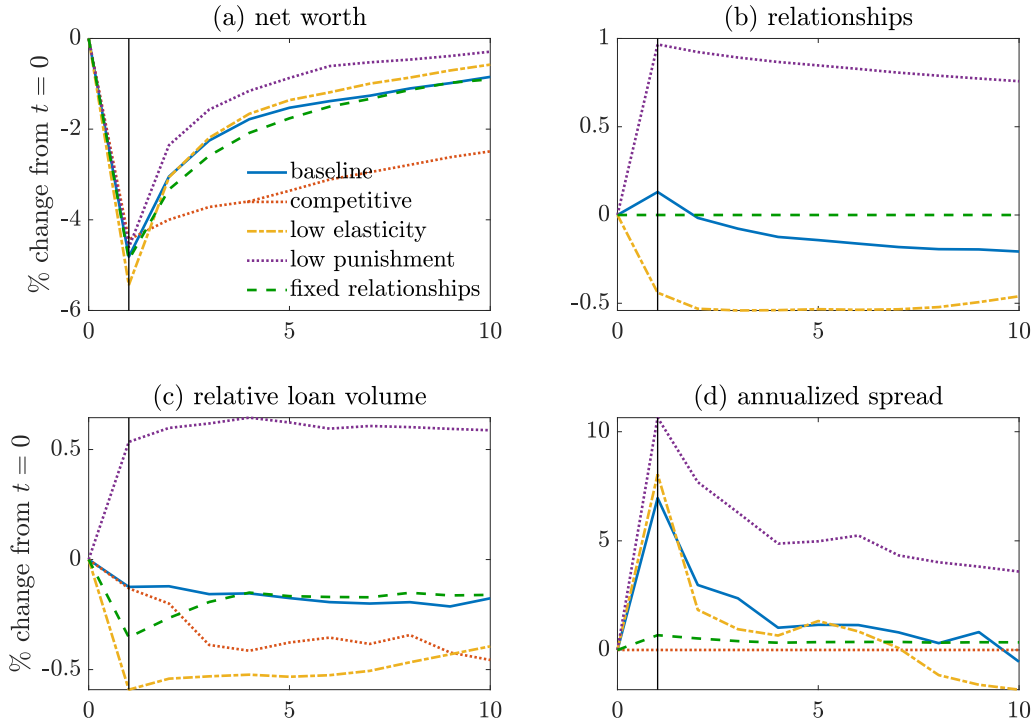 (a) net worth
% change from t = 0
0
-2
-4
-6
0
5
10
baseline
competitive
low elasticity
low punishment
fixed relationships
(b) relationships
1
0.5
0
-0.5
0
5
10
(c) relative loan volume
% change from t = 0
0.5
0
-0.5
0
5
10
(d) annualized spread
10
5
0
0
5
10